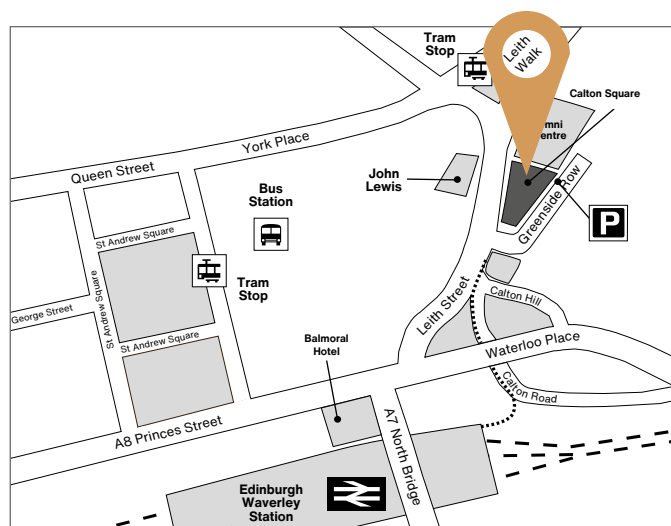 Tram
Stop
Leith
Walk
Calton Square
mni
entre
York Place
Queen Street
John
Lewis
Bus
Station
Greenside Row
P
St Andrew Square
Tram
Stop
St Andrew Square
George Street
Leith Street
Calton Hill
St Andrew Square
Balmoral
Hotel
Waterloo Place
Calton Road
A8 Princes Street
A7 North Bridge
Edinburgh
Waverley
Station